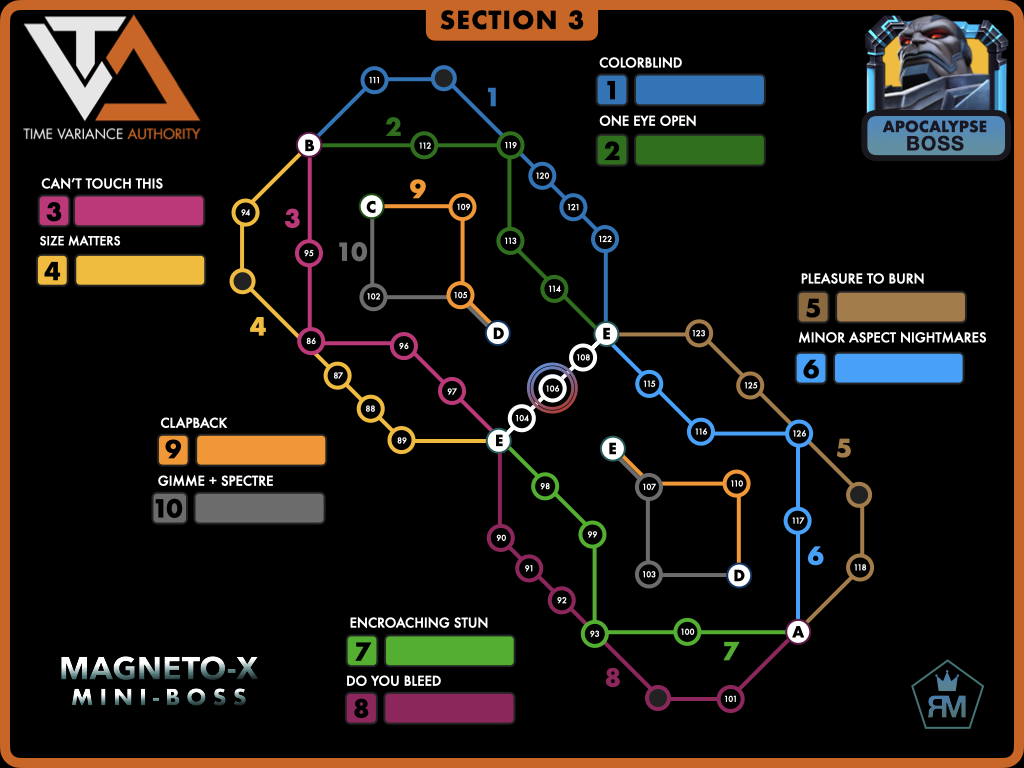 SECTION 3
TVA
TIME VARIANCE AUTHORITY
APOCALYPSE
BOSS
COLORBLIND
1
ONE EYE OPEN
2
111
1
2
B
112
119
120
121
122
CAN'T TOUCH THIS
3
SIZE MATTERS
4
94
3
95
4
C
9
109
10
102
105
D
113
114
86
96
87
97
88
89
E
108
106
104
E
123
115
125
116
126
PLEASURE TO BURN
5
MINOR ASPECT NIGHTMARES
6
5
117
6
118
A
CLAPBACK
9
GIMME + SPECTRE
10
E
107
110
103
D
98
99
90
91
92
93
100
7
8
101
ENCROACHING STUN
7
DO YOU BLEED
8
MAGNETO-X
MINI-BOSS
RM